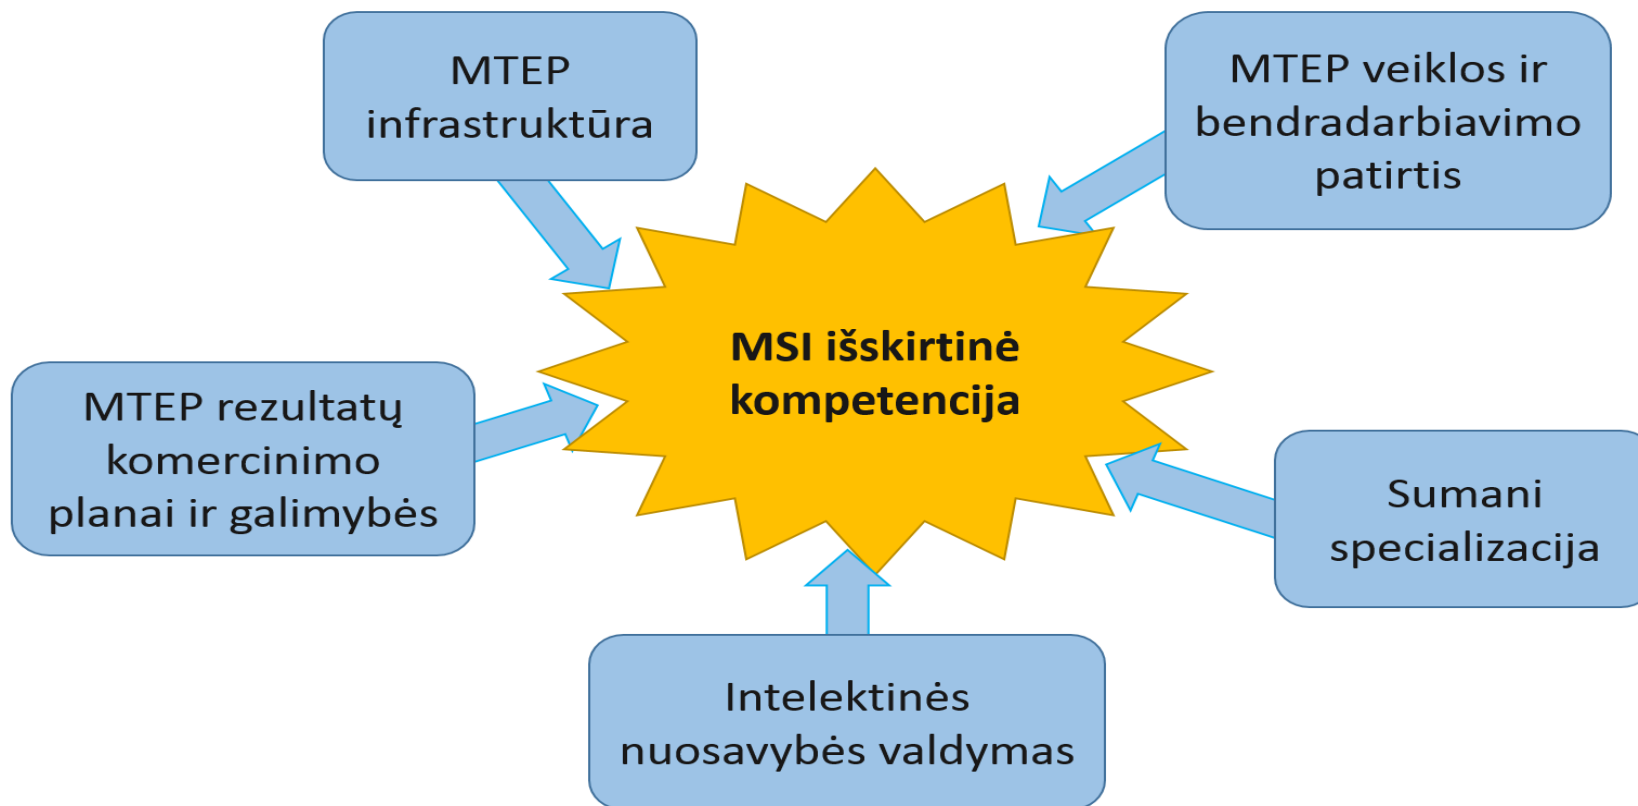 MTEP
infrastruktūra
MTEP veiklos ir
bendradarbiavimo
patirtis
MSI išskirtinė
kompetencija
MTEP rezultatų
komercinimo
planai ir galimybės
Sumani
specializacija
Intelektinės
nuosavybės valdymas